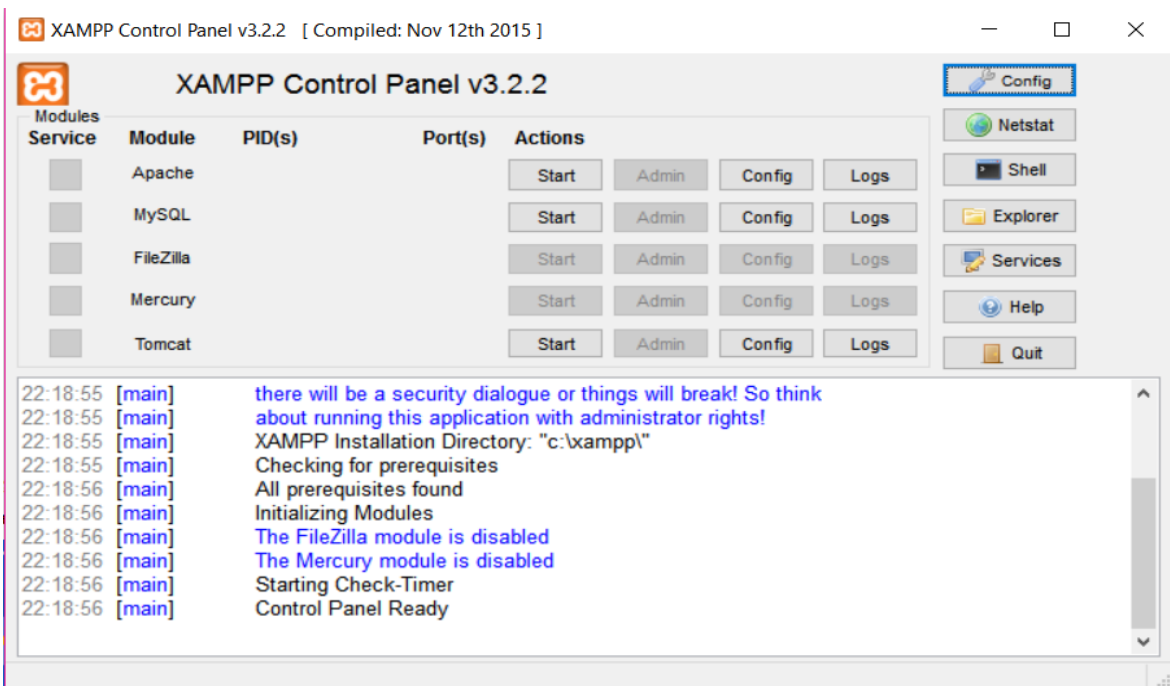 XAMPP Control Panel v3.2.2 [ Compiled: Nov 12th 2015 ]
XAMPP Control Panel v3.2.2
Config
Modules
Netstat
Service Module PID(s) Port(s) Actions
Apache Start Admin Config Logs
Shell
MySQL Start Admin Config Logs
Explorer
FileZilla Start Admin Config Logs
Services
Mercury Start Admin Config Logs
Help
Tomcat Start Admin Config Logs
Quit
22:18:55 [main] there will be a security dialogue or things will break! So think
22:18:55 [main] about running this application with administrator rights!
22:18:55 [main] XAMPP Installation Directory: "c:\xampp\"
22:18:55 [main] Checking for prerequisites
22:18:56 [main] All prerequisites found
22:18:56 [main] Initializing Modules
22:18:56 [main] The FileZilla module is disabled
22:18:56 [main] The Mercury module is disabled
22:18:56 [main] Starting Check-Timer
22:18:56 [main] Control Panel Ready